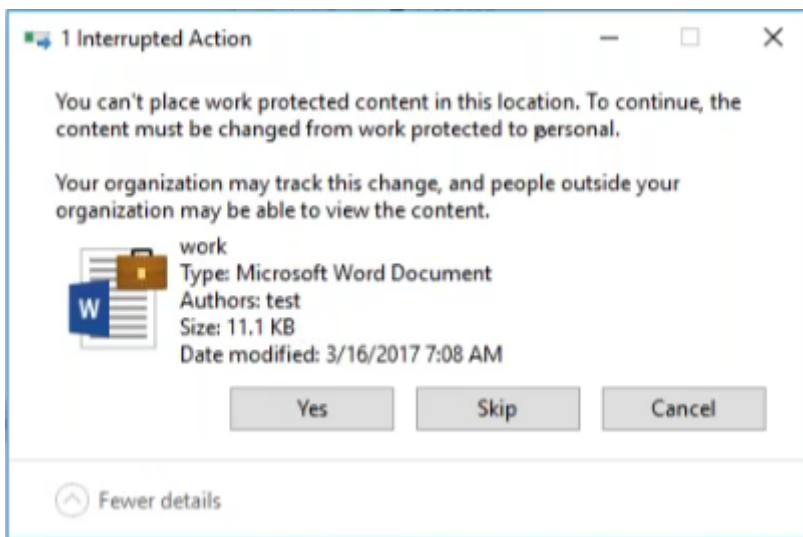 1 Interrupted Action
You can't place work protected content in this location. To continue, the
content must be changed from work protected to personal.
Your organization may track this change, and people outside your
organization may be able to view the content.
work
Type: Microsoft Word Document
Authors: test
Size: 11.1 KB
Date modified: 3/16/2017 7:08 AM
W
Yes Skip Cancel
Fewer details